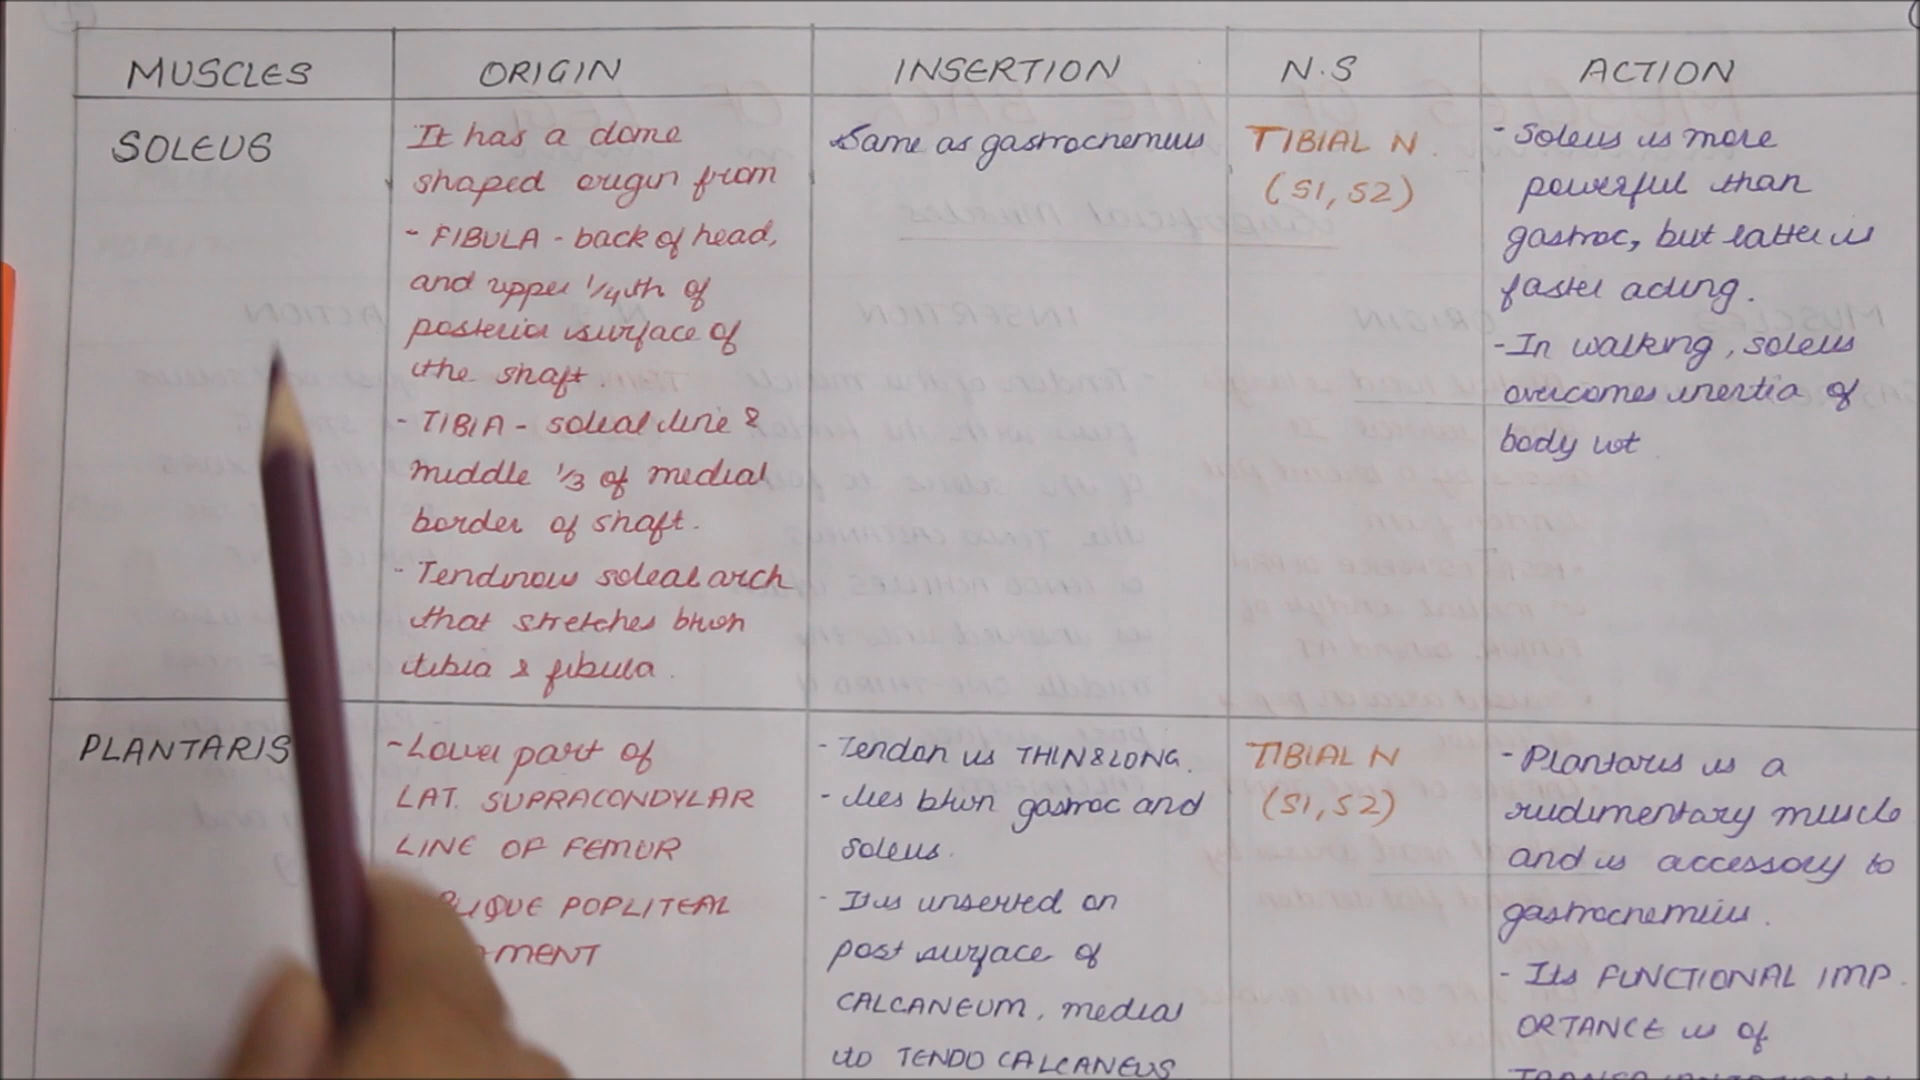 MUSCLES ORIGIN INSERTION N.S ACTION
SOLEUS
It has a dome
shaped origin from
- FIBULA - back of head,
and upper 1/4th of
posterior surface of
the shaft
- TIBIA - soleal line &
middle 1/3 of medial
border of shaft.
- Tendinous soleal arch
that stretches btwn
tibia & fibula.
Same as gastrocnemius
TIBIAL N.
(S1, S2)
- Soleus is more
powerful than
gastroc, but latter is
faster acting.
- In walking, soleus
overcomes inertia of
body wt
PLANTARIS
- Lower part of
LAT. SUPRACONDYLAR
LINE OF FEMUR
LIQUE POPLITEAL
MENT
- Tendon is THIN & LONG.
- lies btwn gastroc and
soleus.
- It is inserted on
post surface of
CALCANEUM, medial
to TENDO CALCANEUS
TIBIAL N
(S1, S2)
- Plantaris is a
rudimentary muscle
and is accessory to
gastrocnemius.
- Its FUNCTIONAL IMP.
ORTANCE is of